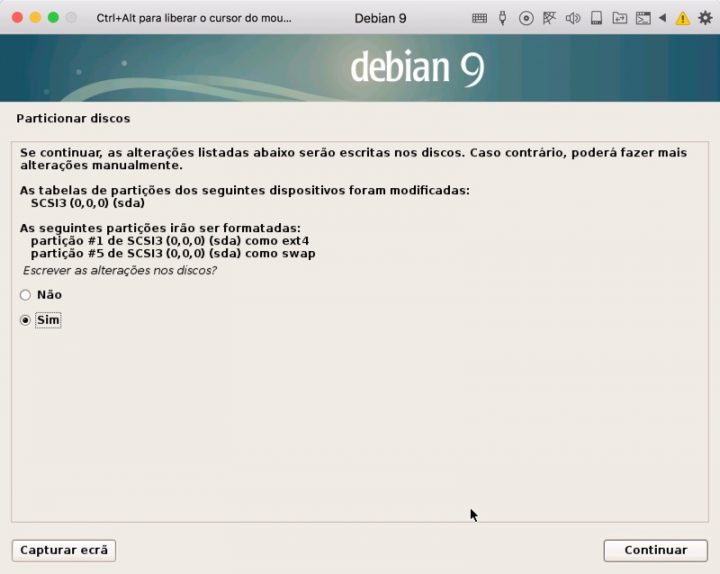 Ctrl+Alt para liberar o cursor do mou... Debian 9
debian 9
Particionar discos
Se continuar, as alterações listadas abaixo serão escritas nos discos. Caso contrário, poderá fazer mais
alterações manualmente.
As tabelas de partições dos seguintes dispositivos foram modificadas:
SCSI3 (0,0,0) (sda)
As seguintes partições irão ser formatadas:
partição #1 de SCSI3 (0,0,0) (sda) como ext4
partição #5 de SCSI3 (0,0,0) (sda) como swap
Escrever as alterações nos discos?
Não
Sim
Capturar ecrã
Continuar